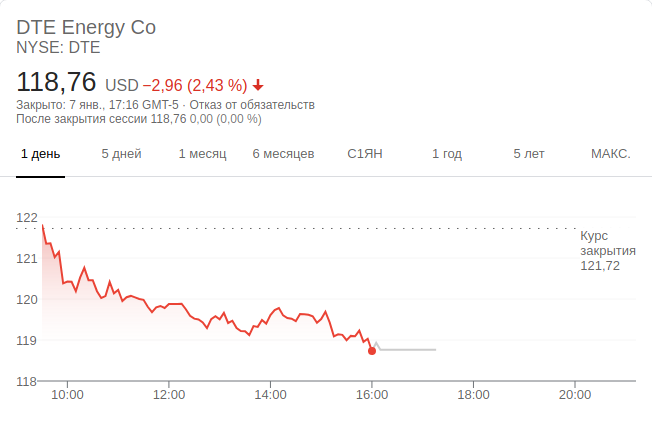 DTE Energy Co
NYSE: DTE
118,76 USD −2,96 (2,43 %)
Закрыто: 7 янв., 17:16 GMT-5 · Отказ от обязательств
После закрытия сессии 118,76 0,00 (0,00 %)
1 день 5 дней 1 месяц 6 месяцев С1ЯН 1 год 5 лет МАКС.
122
Курс
закрытия
121,72
121
120
119
118
10:00 12:00 14:00 16:00 18:00 20:00